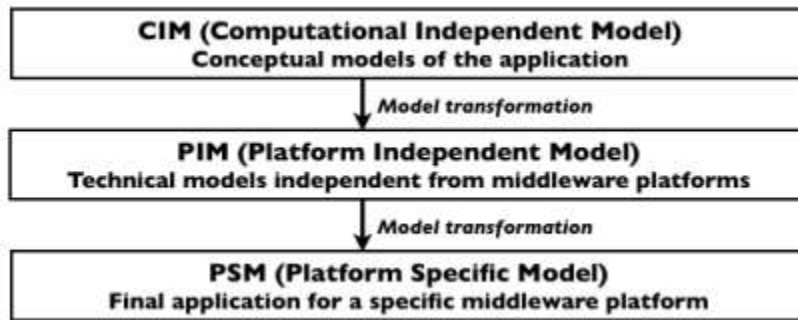 CIM (Computational Independent Model)
Conceptual models of the application
Model transformation
PIM (Platform Independent Model)
Technical models independent from middleware platforms
Model transformation
PSM (Platform Specific Model)
Final application for a specific middleware platform